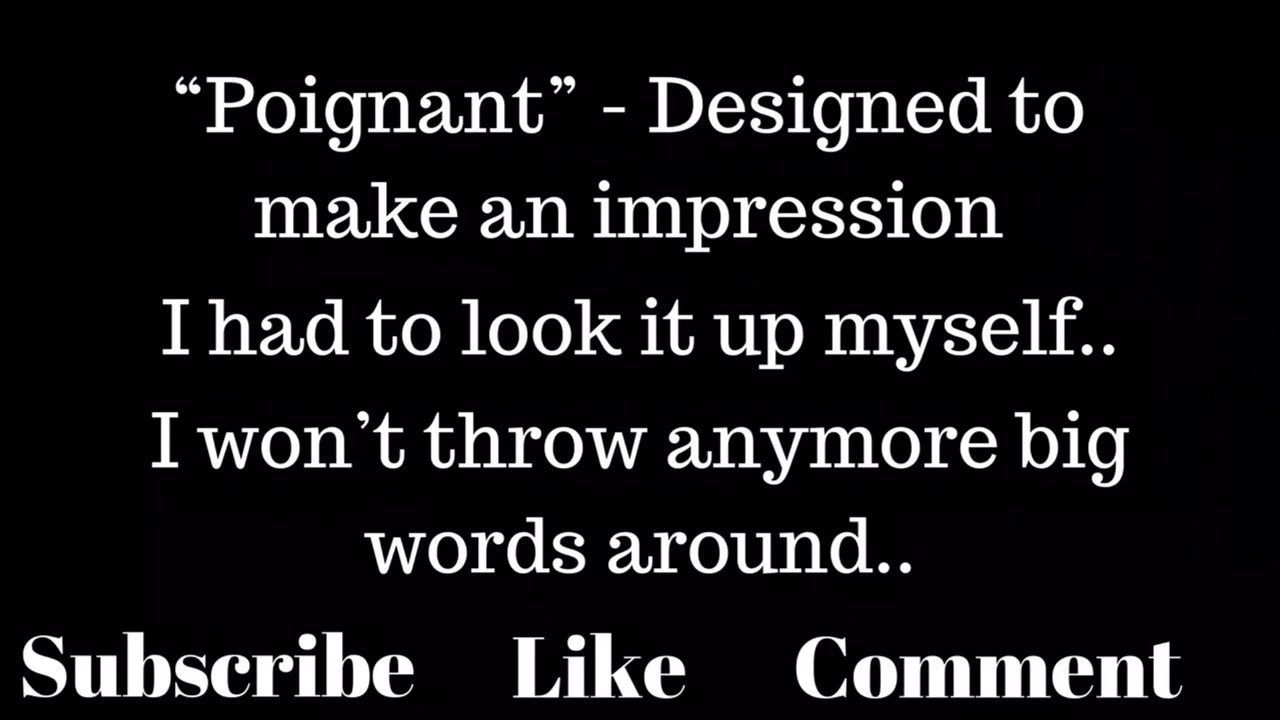 “Poignant” - Designed to
make an impression
I had to look it up myself..
I won’t throw anymore big
words around..
Subscribe Like Comment